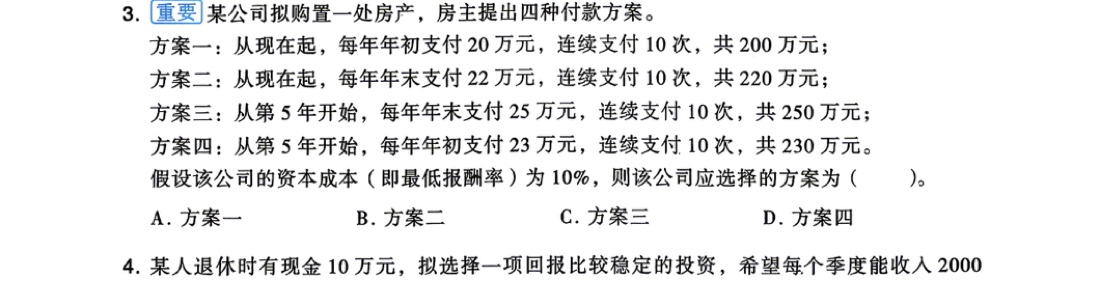 3. 重要 某公司拟购置一处房产，房主提出四种付款方案。
方案一：从现在起，每年年初支付 20 万元，连续支付 10 次，共 200 万元；
方案二：从现在起，每年年末支付 22 万元，连续支付 10 次，共 220 万元；
方案三：从第 5 年开始，每年年末支付 25 万元，连续支付 10 次，共 250 万元；
方案四：从第 5 年开始，每年年初支付 23 万元，连续支付 10 次，共 230 万元。
假设该公司的资本成本（即最低报酬率）为 10%，则该公司应选择的方案为（　　）。
A. 方案一　　B. 方案二　　C. 方案三　　D. 方案四
4. 某人退休时有现金 10 万元，拟选择一项回报比较稳定的投资，希望每个季度能收入 2000